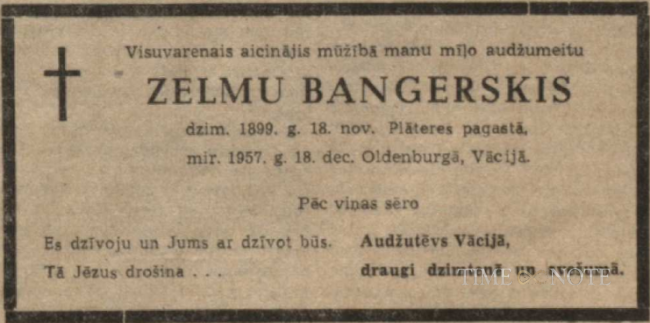 Visuvarenais aicinājis mūžībā manu mīļo audžumeitu
ZELMU BANGERSKIS
dzim. 1899. g. 18. nov. Plāteres pagastā,
mir. 1957. g. 18. dec. Oldenburgā, Vācijā.
Pēc viņas sēro
Es dzīvoju un Jums ar dzīvot būs.
Tā Jēzus drošina . . .
Audžutēvs Vācijā,
draugi dzimtenē un svešumā.
TIME NOTE